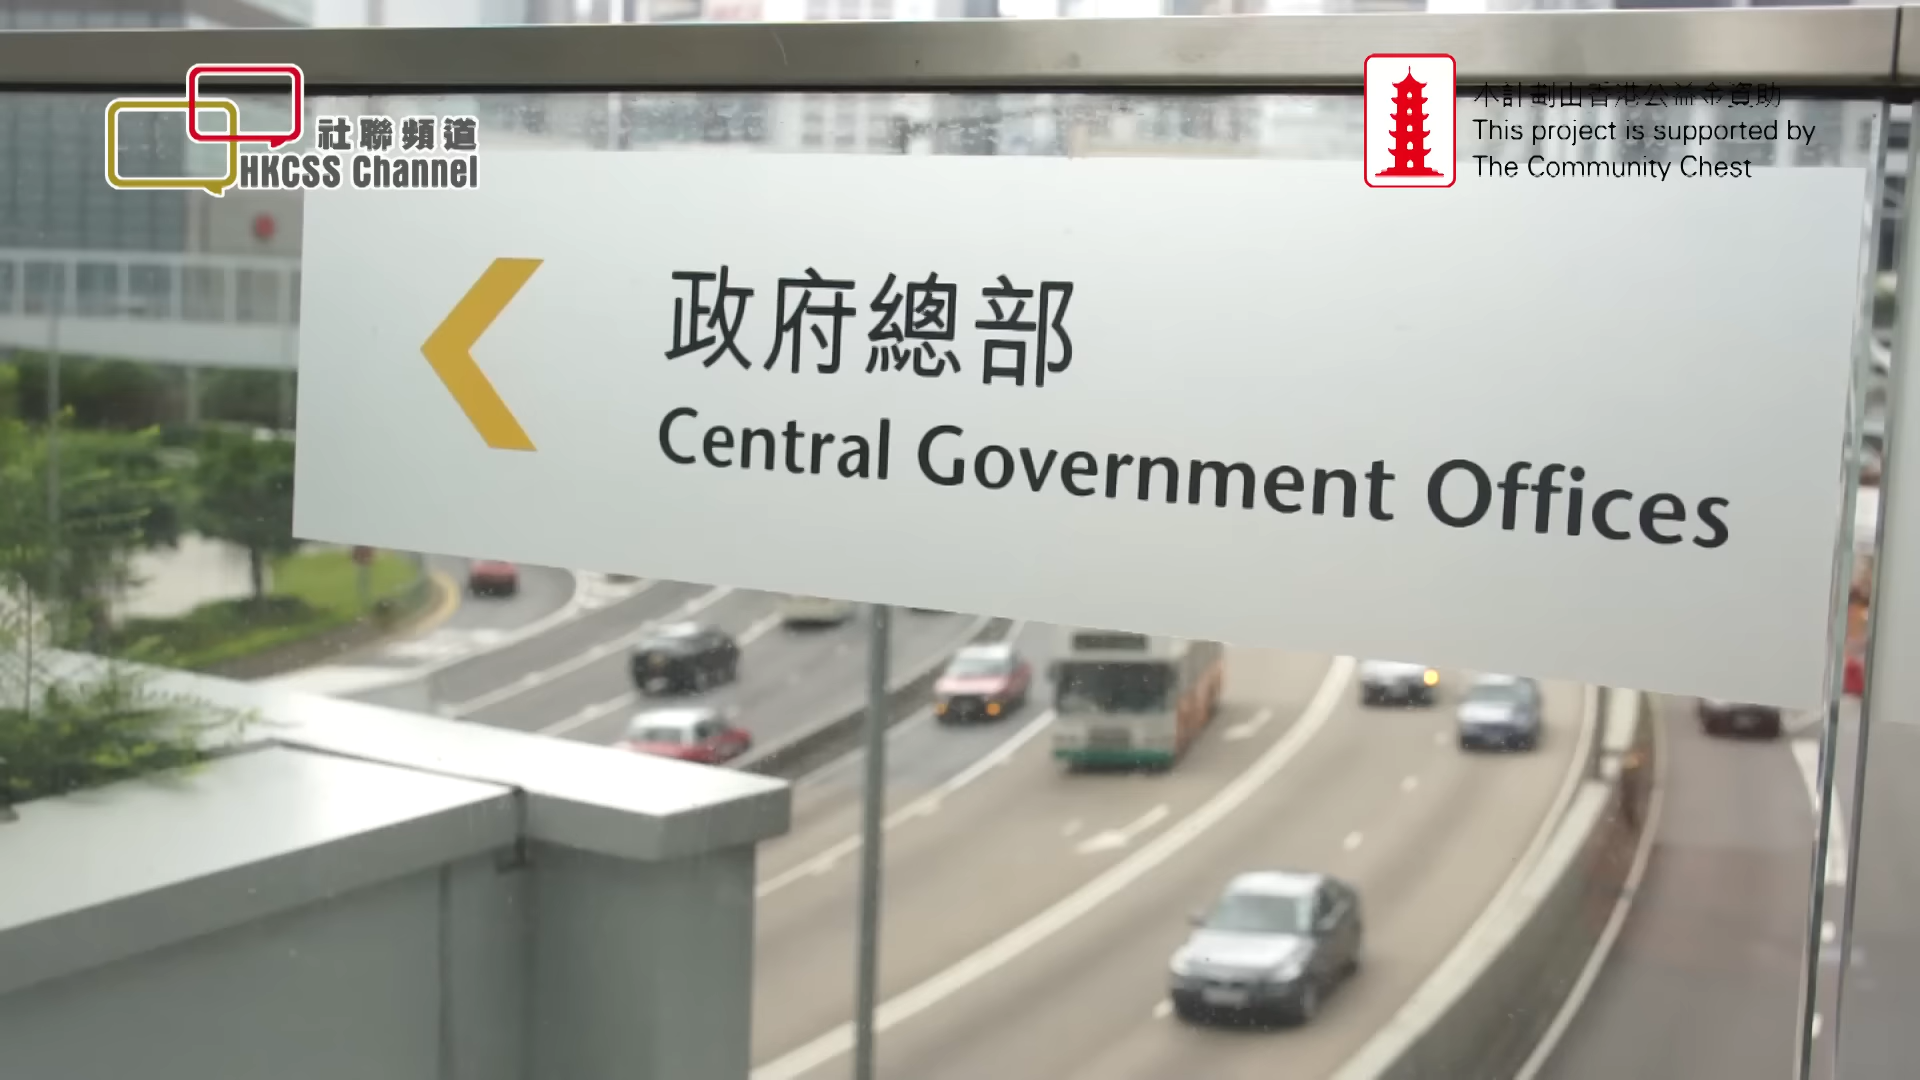 社聯頻道
HKCSS Channel
本計劃由香港公益金資助
This project is supported by
The Community Chest
政府總部
Central Government Offices